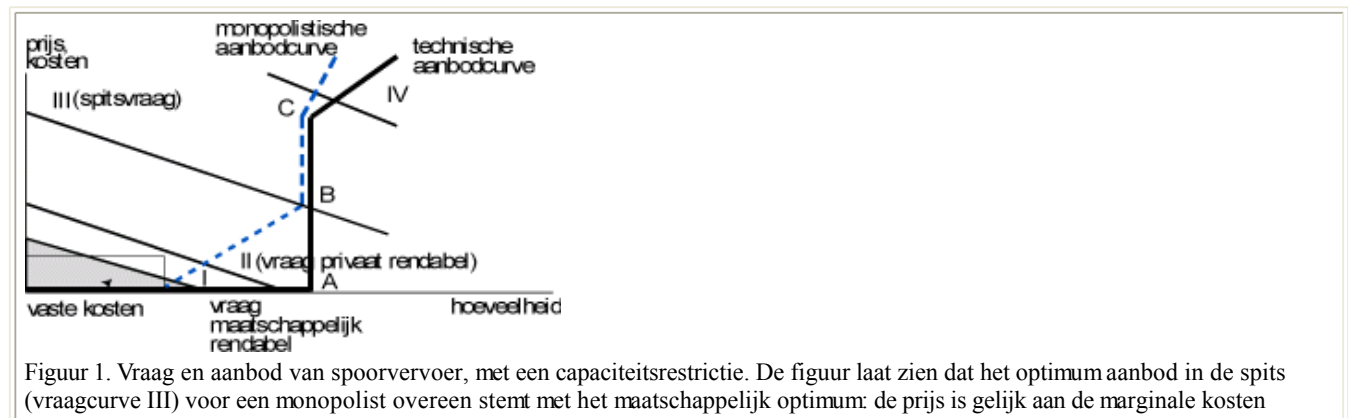 monopolistische
aanbodcurve
prijs,
kosten
technische
aanbodcurve
III (spitsvraag)
C
IV
B
II (vraag privaat rendabel)
I
A
vaste kosten
vraag
maatschappelijk
rendabel
hoeveelheid
Figuur 1. Vraag en aanbod van spoorvervoer, met een capaciteitsrestrictie. De figuur laat zien dat het optimum aanbod in de spits
(vraagcurve III) voor een monopolist overeen stemt met het maatschappelijk optimum: de prijs is gelijk aan de marginale kosten